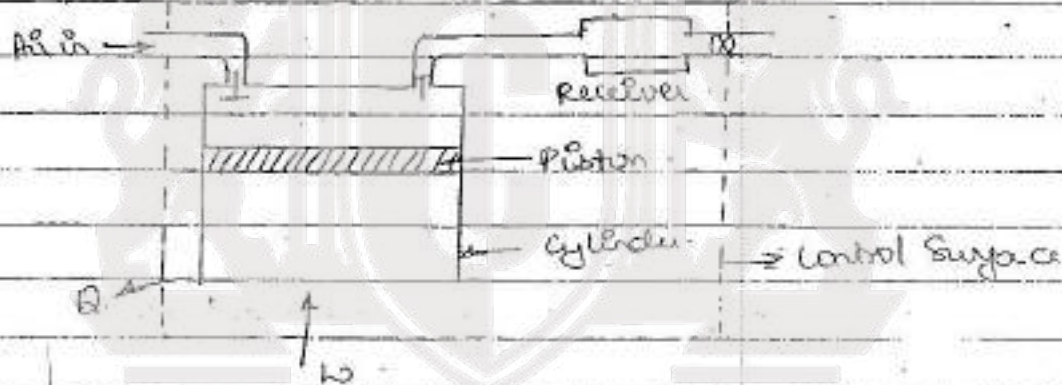 Air in
Receiver
Piston
Cylinder
Control Surface
Q
W